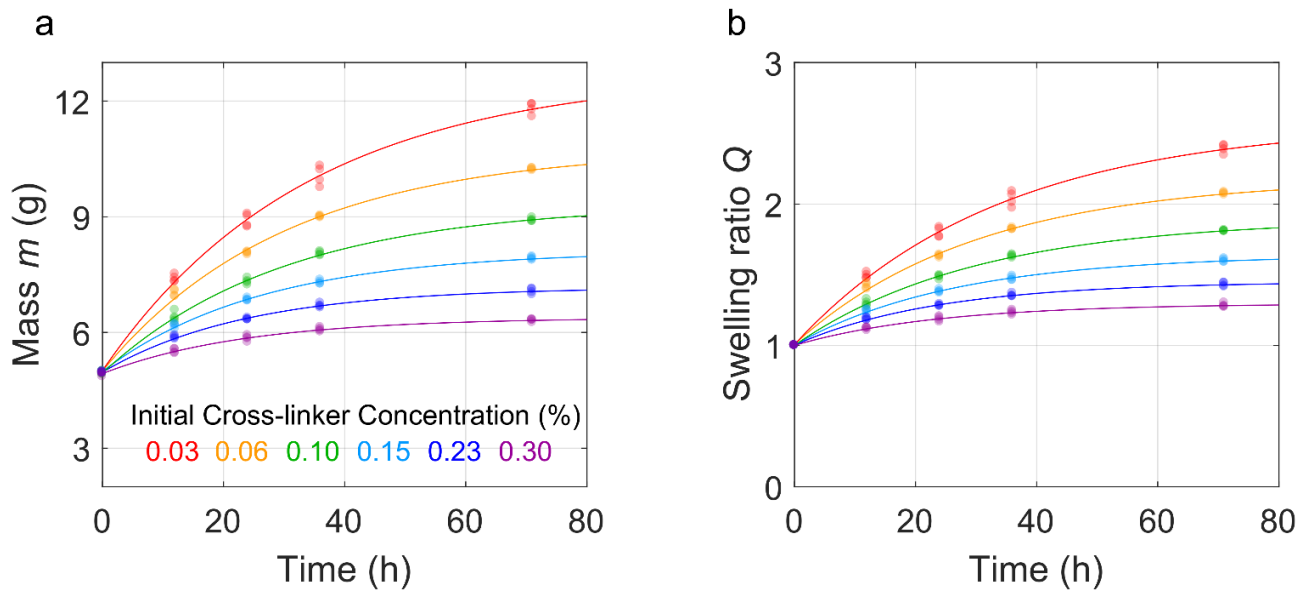 a
12
9
6
3
Mass m (g)
Initial Cross-linker Concentration (%)
0.03 0.06 0.10 0.15 0.23 0.30
0 20 40 60 80
Time (h)
b
3
2
1
0
Swelling ratio Q
0 20 40 60 80
Time (h)